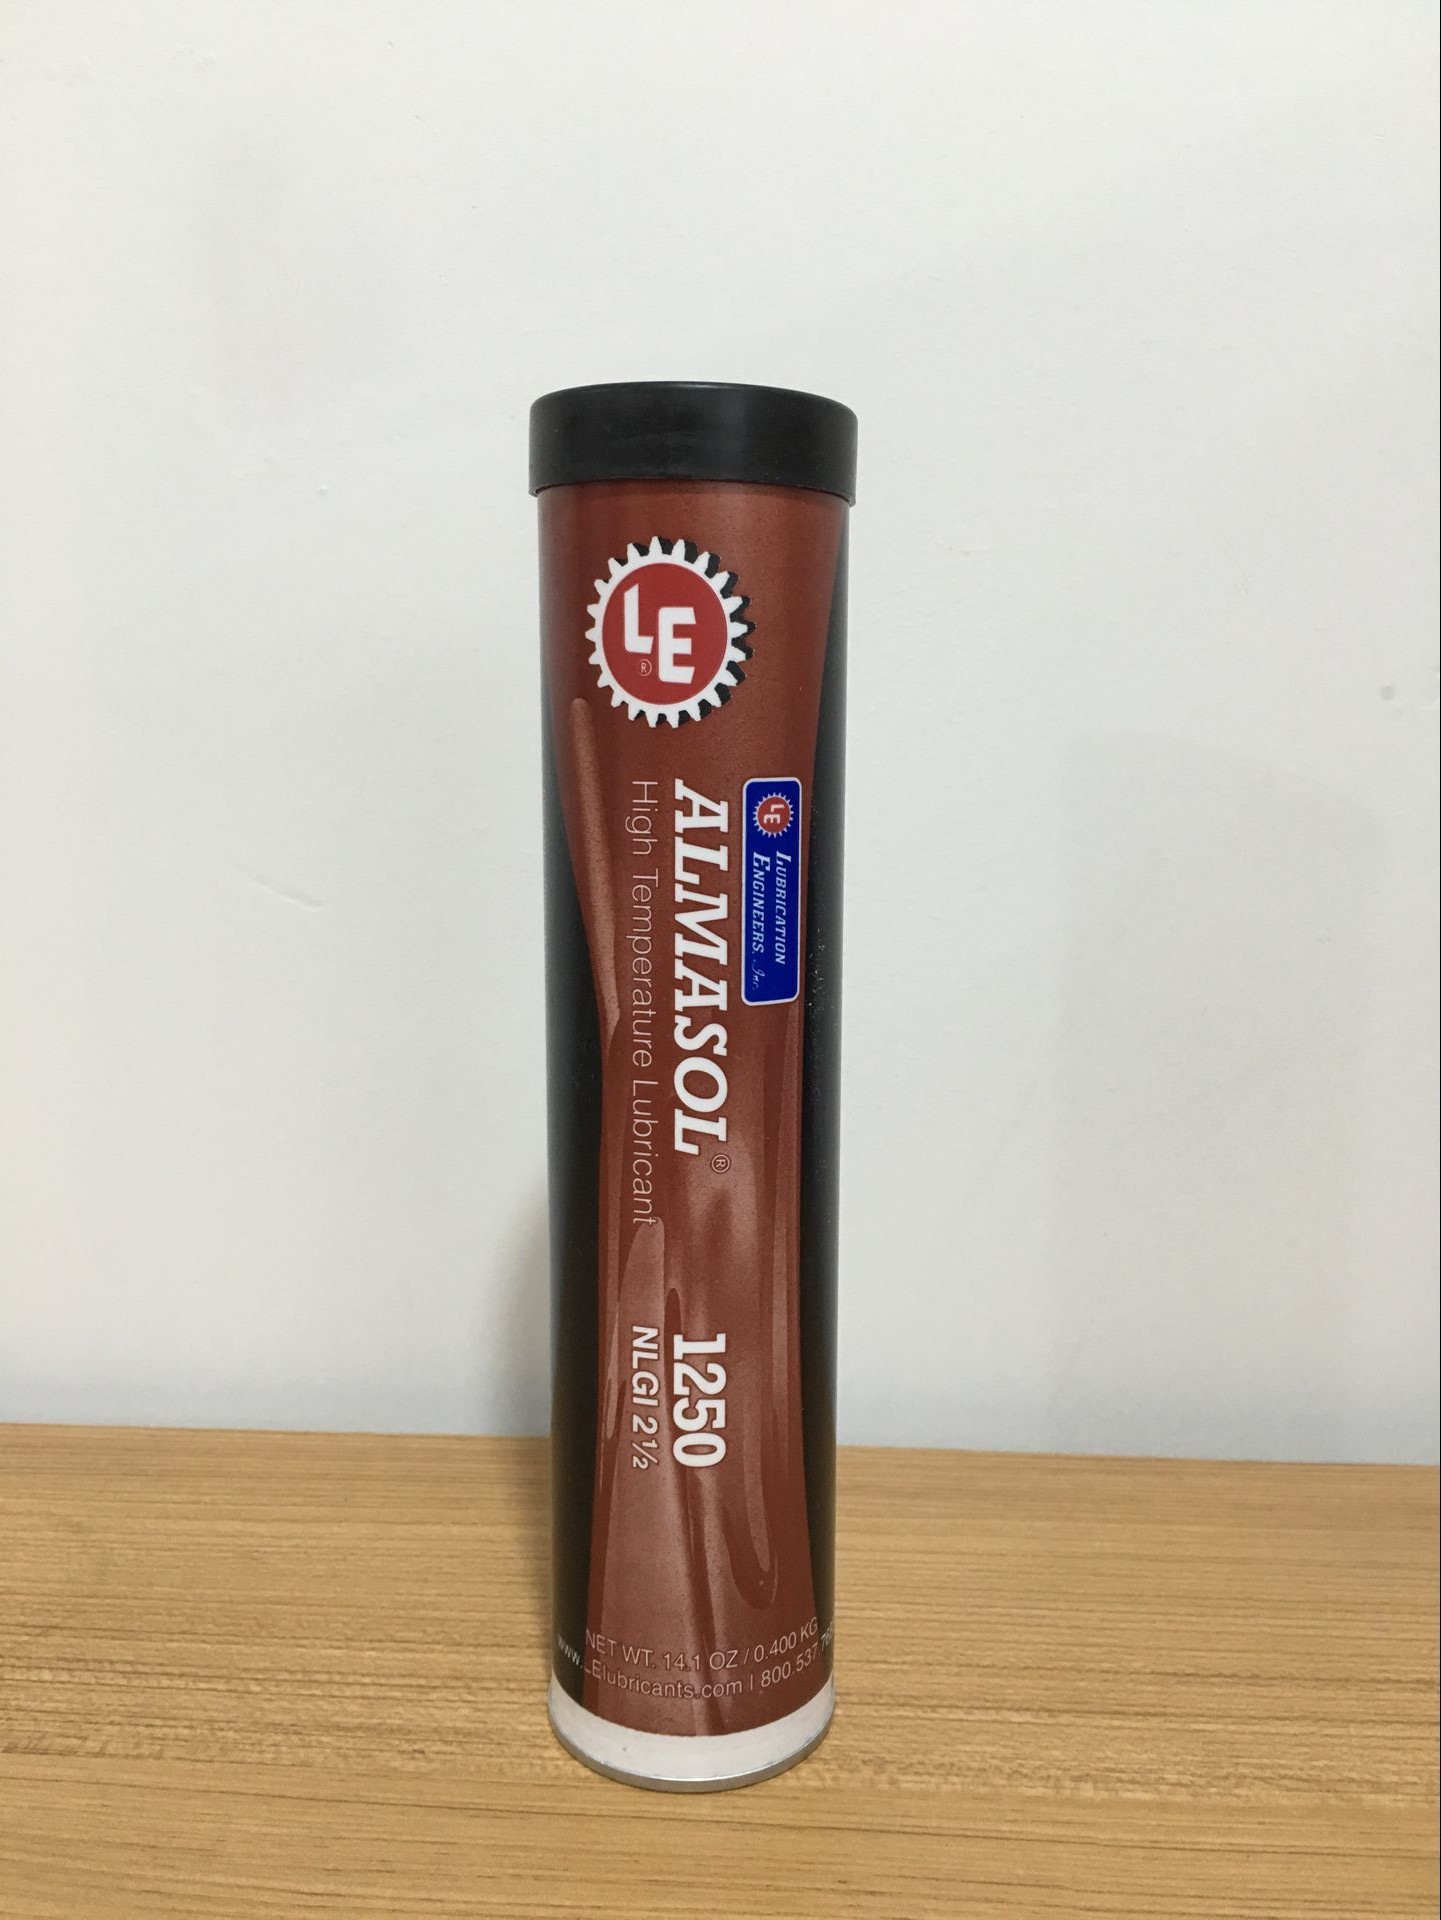 LE
®
LE
LUBRICATION
ENGINEERS, Inc.
ALMASOL®
High Temperature Lubricant
1250
NLGI 2½
NET WT. 14.1 OZ / 0.400 KG
www.LElubricants.com | 800.537